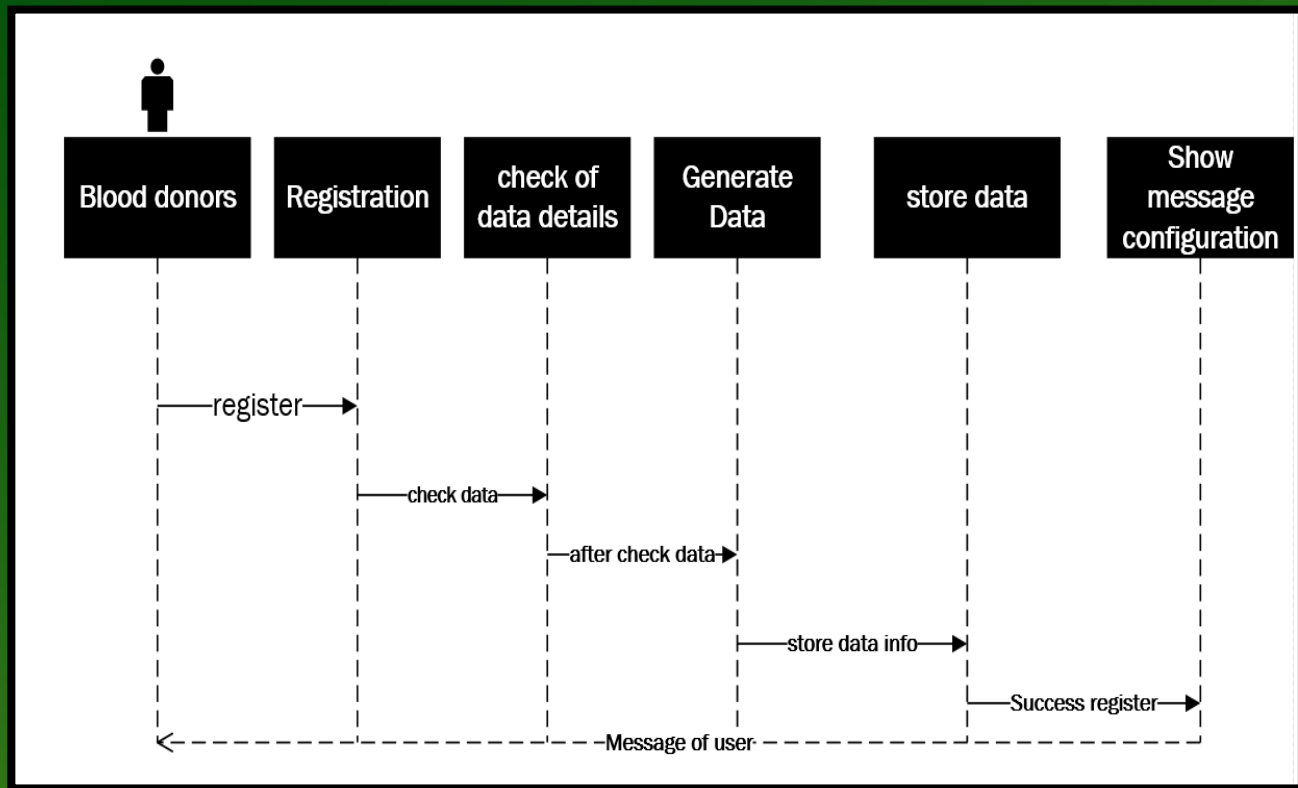 Blood donors
Registration
check of
data details
Generate
Data
store data
Show
message
configuration
register
check data
after check data
store data info
Success register
Message of user